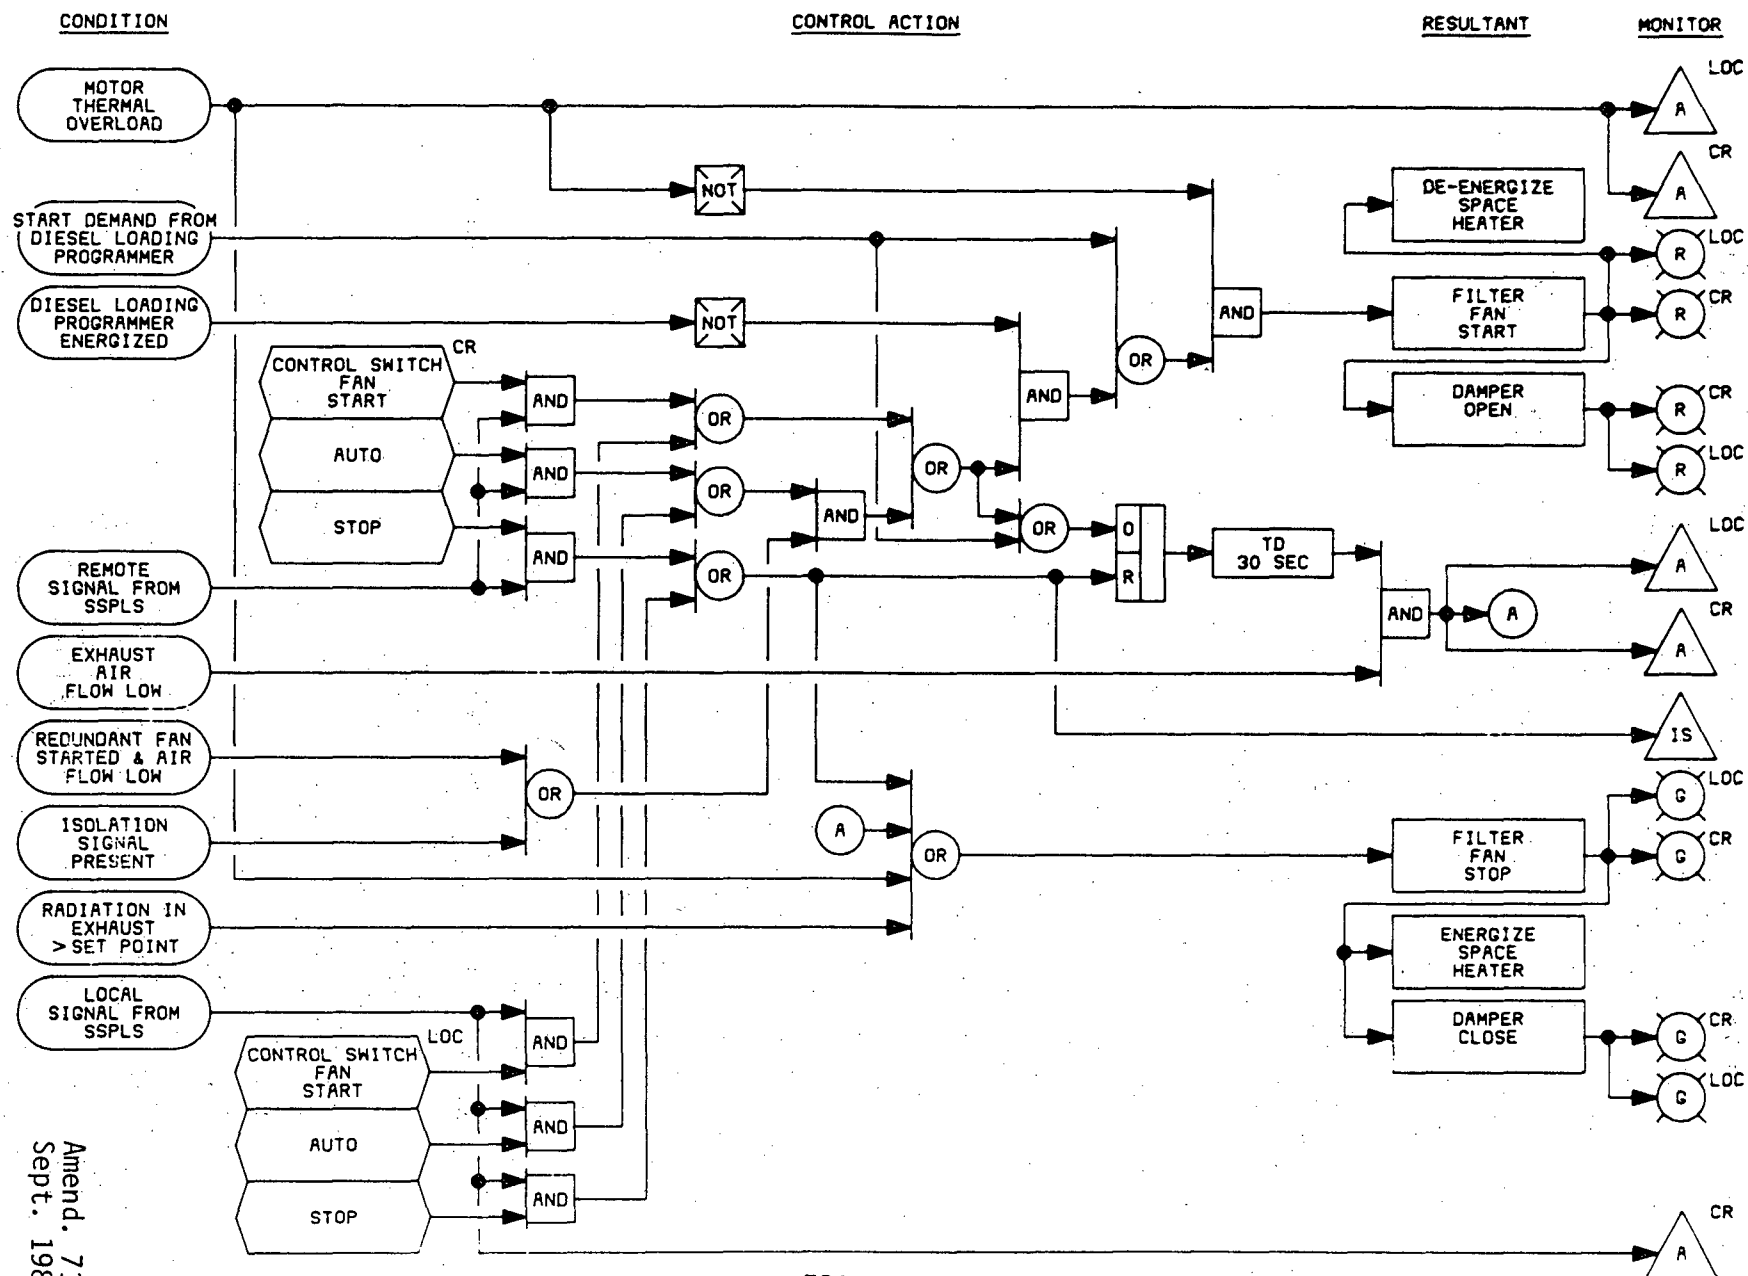 CONDITION
CONTROL ACTION
RESULTANT
MONITOR
MOTOR
THERMAL
OVERLOAD
LOC
A
CR
A
NOT
DE-ENERGIZE
SPACE
HEATER
START DEMAND FROM
DIESEL LOADING
PROGRAMMER
LOC
R
DIESEL LOADING
PROGRAMMER
ENERGIZED
NOT
AND
FILTER
FAN
START
CR
R
CONTROL SWITCH
FAN
START
CR
AND
OR
AND
OR
DAMPER
OPEN
CR
R
AUTO
AND
OR
OR
LOC
R
STOP
AND
OR
AND
OR
O
R
TD
30 SEC
LOC
A
REMOTE
SIGNAL FROM
SSPLS
AND
A
CR
A
EXHAUST
AIR
FLOW LOW
IS
REDUNDANT FAN
STARTED & AIR
FLOW LOW
OR
LOC
G
ISOLATION
SIGNAL
PRESENT
A
OR
FILTER
FAN
STOP
CR
G
RADIATION IN
EXHAUST
> SET POINT
ENERGIZE
SPACE
HEATER
LOCAL
SIGNAL FROM
SSPLS
AND
DAMPER
CLOSE
CR
G
LOC
G
CONTROL SWITCH
FAN
START
LOC
AUTO
AND
STOP
AND
CR
A
Amend.
Sept.